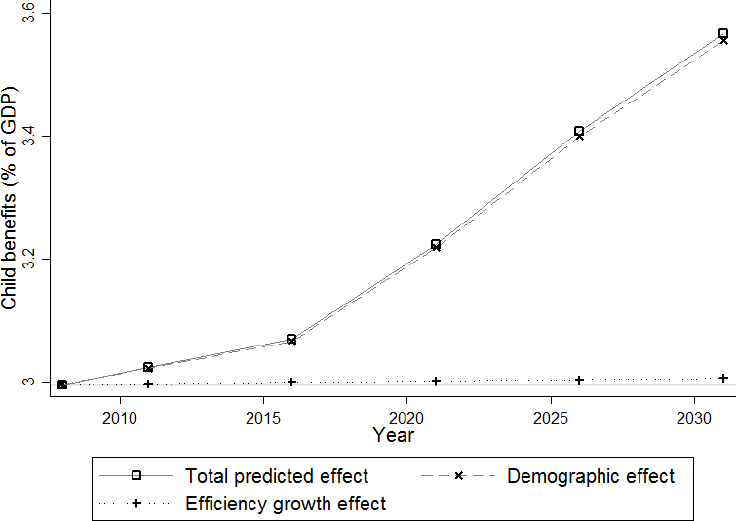 Child benefits (% of GDP)
3.6
3.4
3.2
3
2010 2015 2020 2025 2030
Year
Total predicted effect Demographic effect
Efficiency growth effect